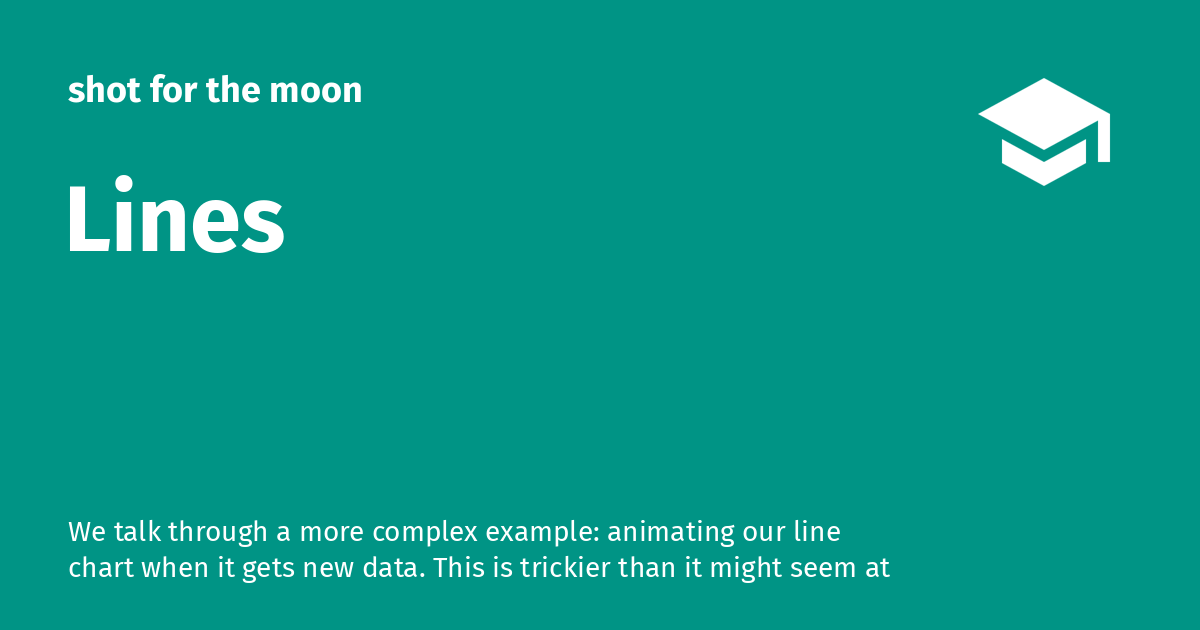 shot for the moon
Lines
We talk through a more complex example: animating our line
chart when it gets new data. This is trickier than it might seem at